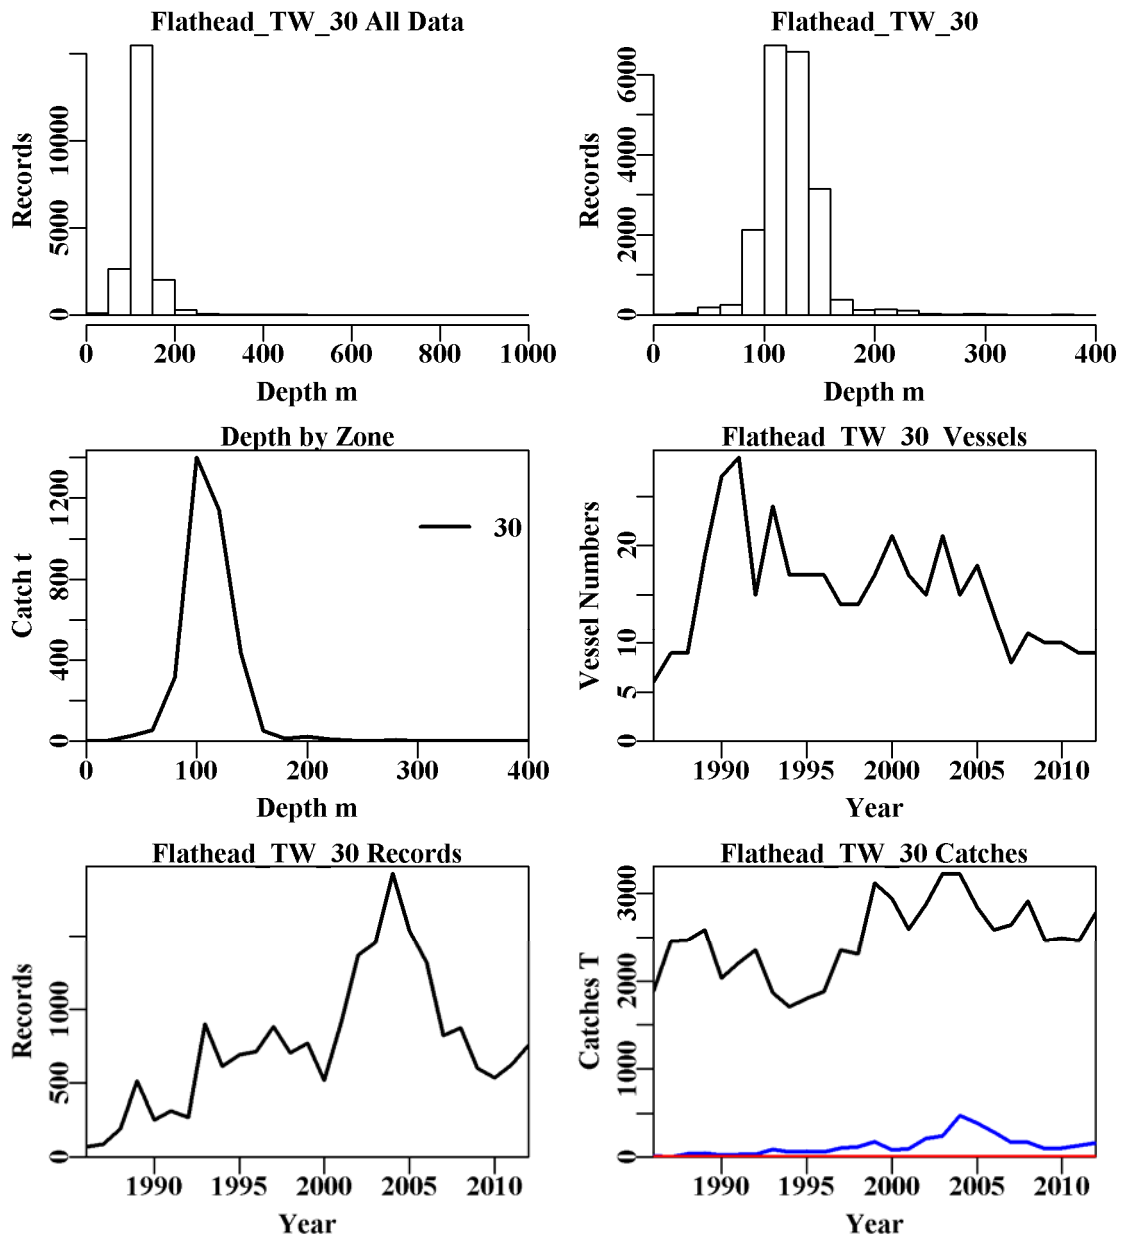 Flathead_TW_30 All Data
Records
0 5000 10000
0 200 400 600 800 1000
Depth m
Flathead_TW_30
Records
0 2000 4000 6000
0 100 200 300 400
Depth m
Depth by Zone
Catch t
0 400 800 1200
30
0 100 200 300 400
Depth m
Flathead_TW_30_Vessels
Vessel Numbers
0 5 10 20
1990 1995 2000 2005 2010
Year
Flathead_TW_30 Records
Records
0 500 1000
1990 1995 2000 2005 2010
Year
Flathead_TW_30 Catches
Catches T
0 1000 2000 3000
1990 1995 2000 2005 2010
Year